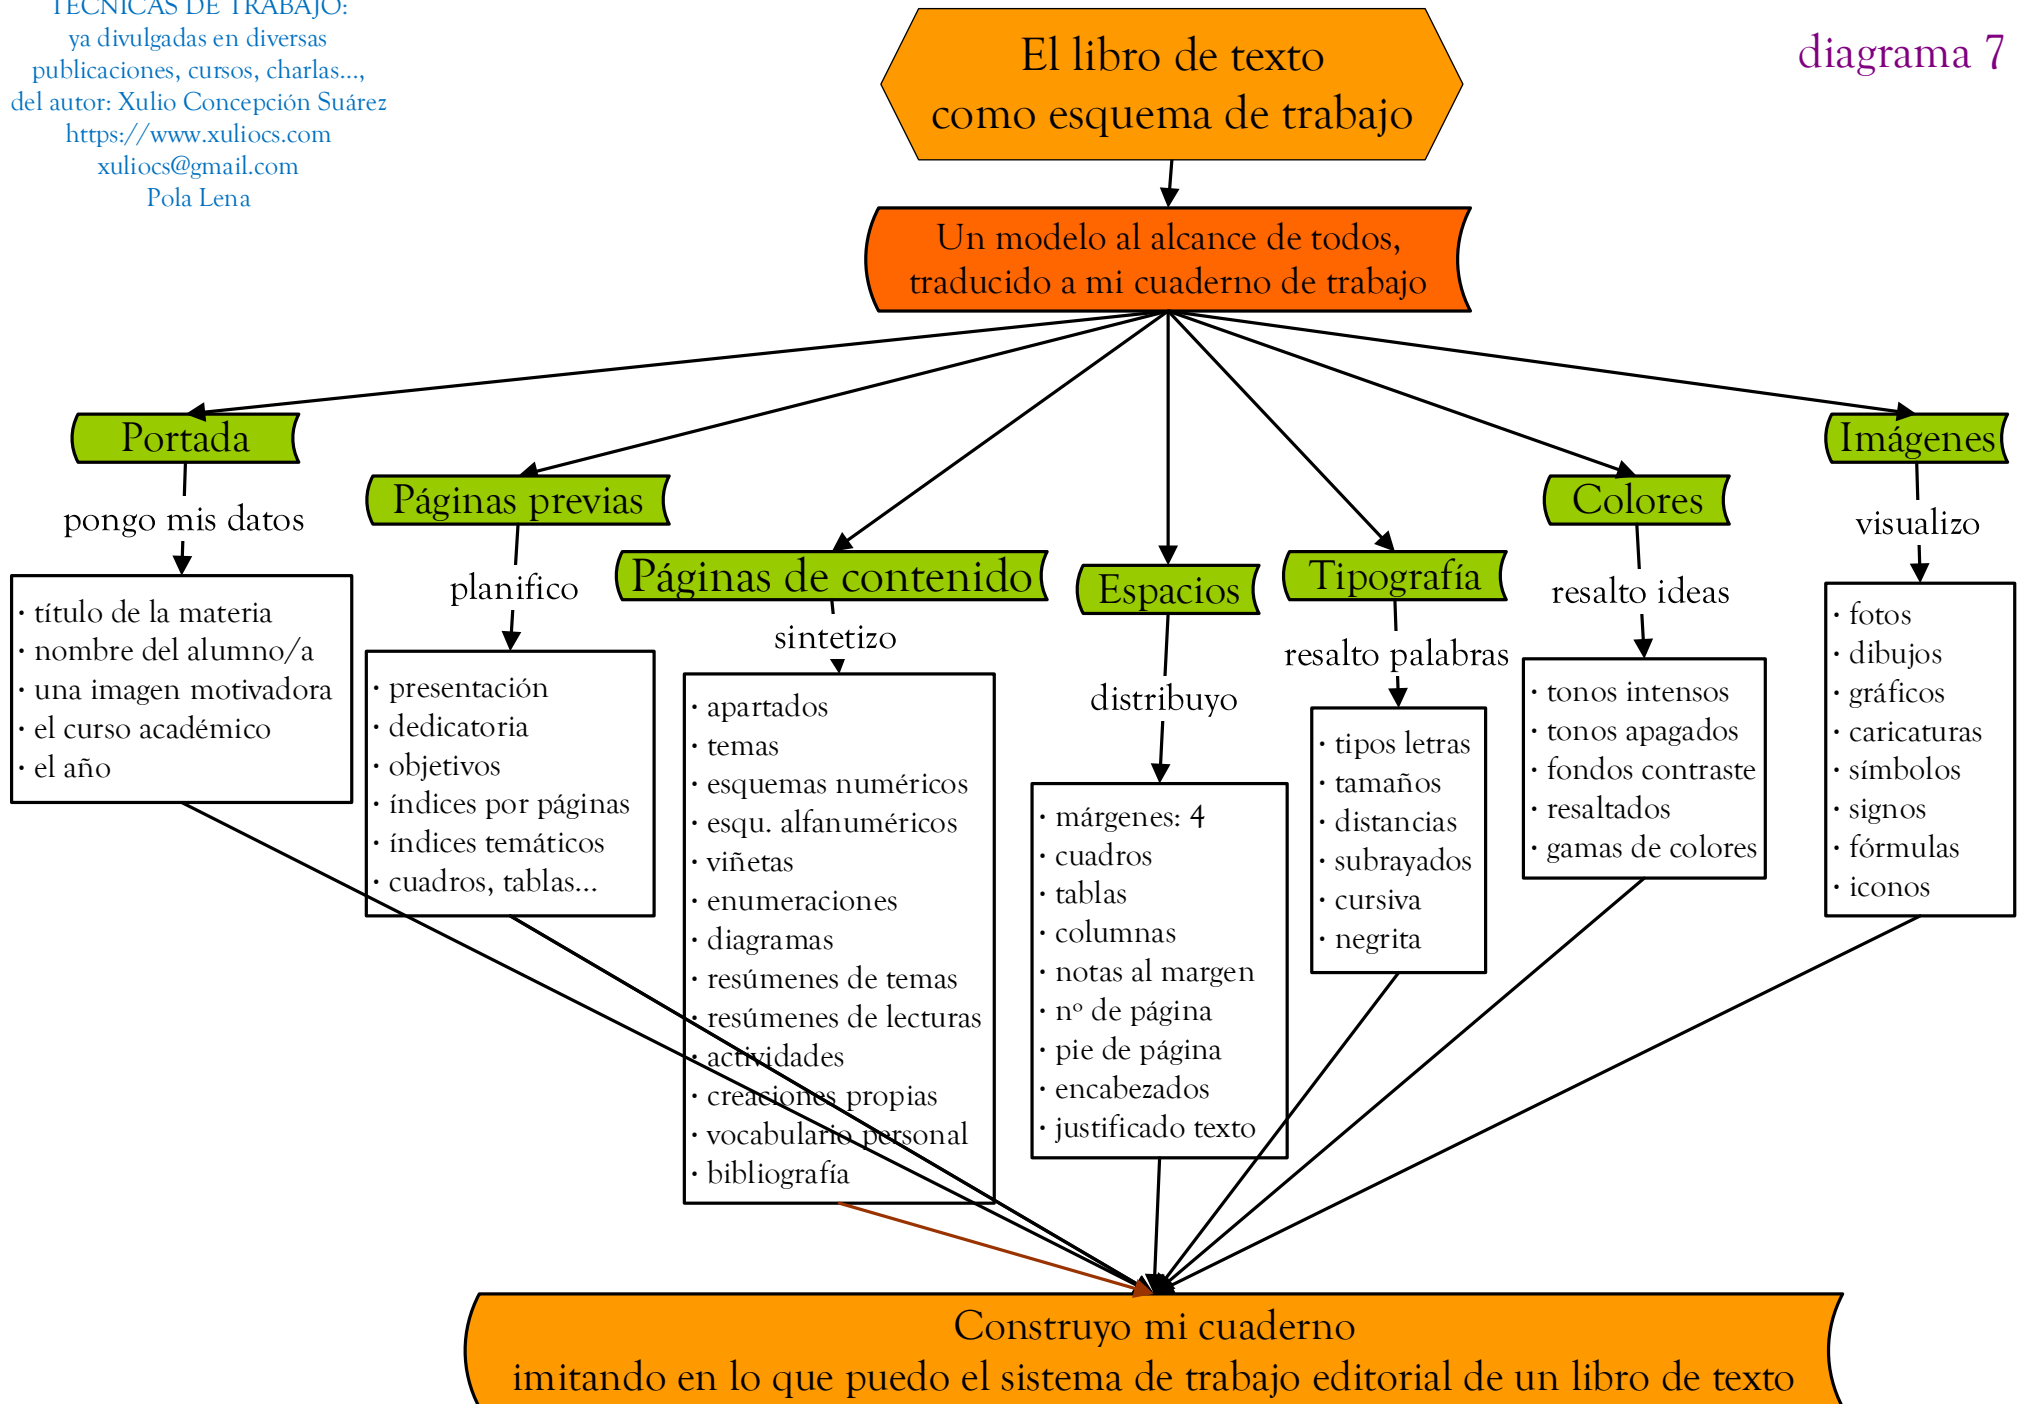 TÉCNICAS DE TRABAJO:
ya divulgadas en diversas
publicaciones, cursos, charlas...,
del autor: Xulio Concepción Suárez
https://www.xuliocs.com
xuliocs@gmail.com
Pola Lena
El libro de texto
como esquema de trabajo
diagrama 7
Un modelo al alcance de todos,
traducido a mi cuaderno de trabajo
Portada
pongo mis datos
· título de la materia
· nombre del alumno/a
· una imagen motivadora
· el curso académico
· el año
Páginas previas
planifico
· presentación
· dedicatoria
· objetivos
· índices por páginas
· índices temáticos
· cuadros, tablas...
Páginas de contenido
sintetizo
· apartados
· temas
· esquemas numéricos
· esqu. alfanuméricos
· viñetas
· enumeraciones
· diagramas
· resúmenes de temas
· resúmenes de lecturas
· actividades
· creaciones propias
· vocabulario personal
· bibliografía
Espacios
distribuyo
· márgenes: 4
· cuadros
· tablas
· columnas
· notas al margen
· nº de página
· pie de página
· encabezados
· justificado texto
Tipografía
resalto palabras
· tipos letras
· tamaños
· distancias
· subrayados
· cursiva
· negrita
Colores
resalto ideas
· tonos intensos
· tonos apagados
· fondos contraste
· resaltados
· gamas de colores
Imágenes
visualizo
· fotos
· dibujos
· gráficos
· caricaturas
· símbolos
· signos
· fórmulas
· iconos
Construyo mi cuaderno
imitando en lo que puedo el sistema de trabajo editorial de un libro de texto